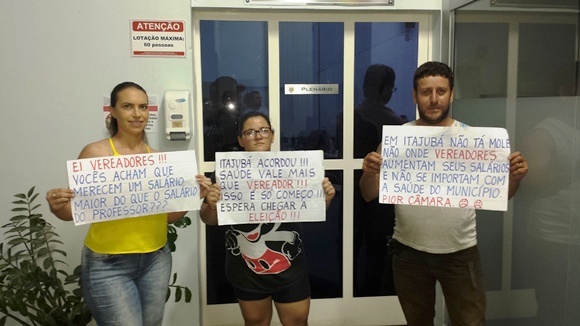 ATENÇÃO
LOTAÇÃO
MÁXIMA:
60 pessoas
PLENÁRIO
EI VEREADORES !!!
VOCÊS ACHAM QUE
MERECEM UM SALÁRIO
MAIOR DO QUE O SALÁRIO
DO PROFESSOR???
ITAJUBÁ ACORDOU !!!
SAÚDE VALE MAIS
QUE VEREADOR !!!
ISSO É SÓ COMEÇO !!
ESPERA CHEGAR A
ELEIÇÃO !!!
EM ITAJUBÁ NÃO TÁ MOLE
NÃO ONDE VEREADORES
AUMENTAM SEUS SALÁRIOS
E NÃO SE IMPORTAM COM
A SAÚDE DO MUNICÍPIO.
PIOR CÂMARA